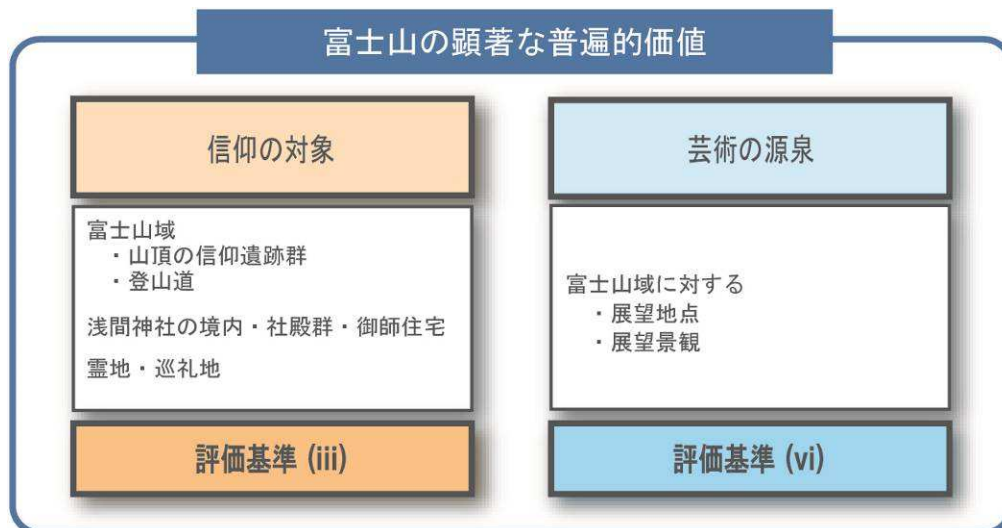 富士山の顕著な普遍的価値
信仰の対象
富士山域
・山頂の信仰遺跡群
・登山道
浅間神社の境内・社殿群・御師住宅
霊地・巡礼地
評価基準 (iii)
芸術の源泉
富士山域に対する
・展望地点
・展望景観
評価基準 (vi)